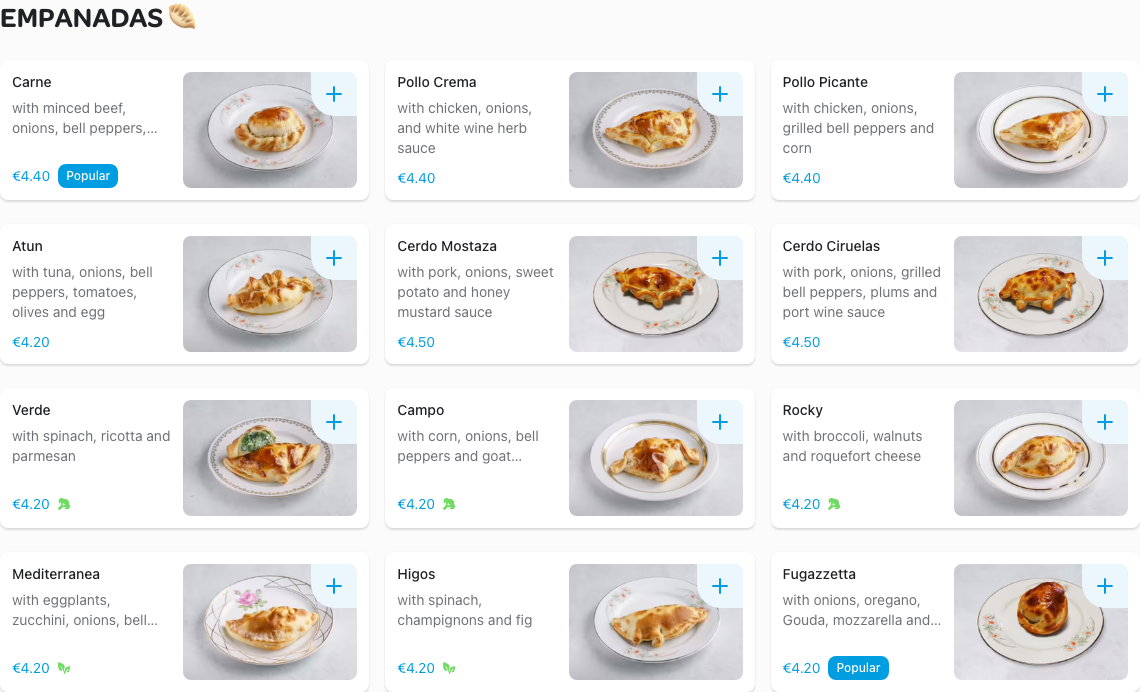 EMPANADAS
Carne
with minced beef,
onions, bell peppers,...
€4.40 Popular
Pollo Crema
with chicken, onions,
and white wine herb
sauce
€4.40
Pollo Picante
with chicken, onions,
grilled bell peppers and
corn
€4.40
Atun
with tuna, onions, bell
peppers, tomatoes,
olives and egg
€4.20
Cerdo Mostaza
with pork, onions, sweet
potato and honey
mustard sauce
€4.50
Cerdo Ciruelas
with pork, onions, grilled
bell peppers, plums and
port wine sauce
€4.50
Verde
with spinach, ricotta and
parmesan
€4.20
Campo
with corn, onions, bell
peppers and goat...
€4.20
Rocky
with broccoli, walnuts
and roquefort cheese
€4.20
Mediterranea
with eggplants,
zucchini, onions, bell...
€4.20
Higos
with spinach,
champignons and fig
€4.20
Fugazzetta
with onions, oregano,
Gouda, mozzarella and...
€4.20 Popular